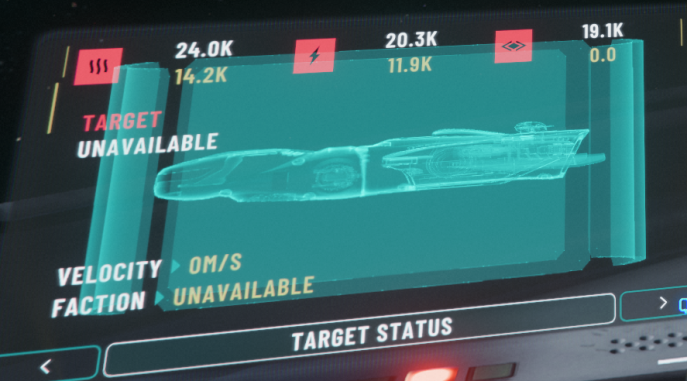 24.0K
14.2K
20.3K
11.9K
19.1K
0.0
TARGET
UNAVAILABLE
VELOCITY 0M/S
FACTION UNAVAILABLE
< TARGET STATUS >